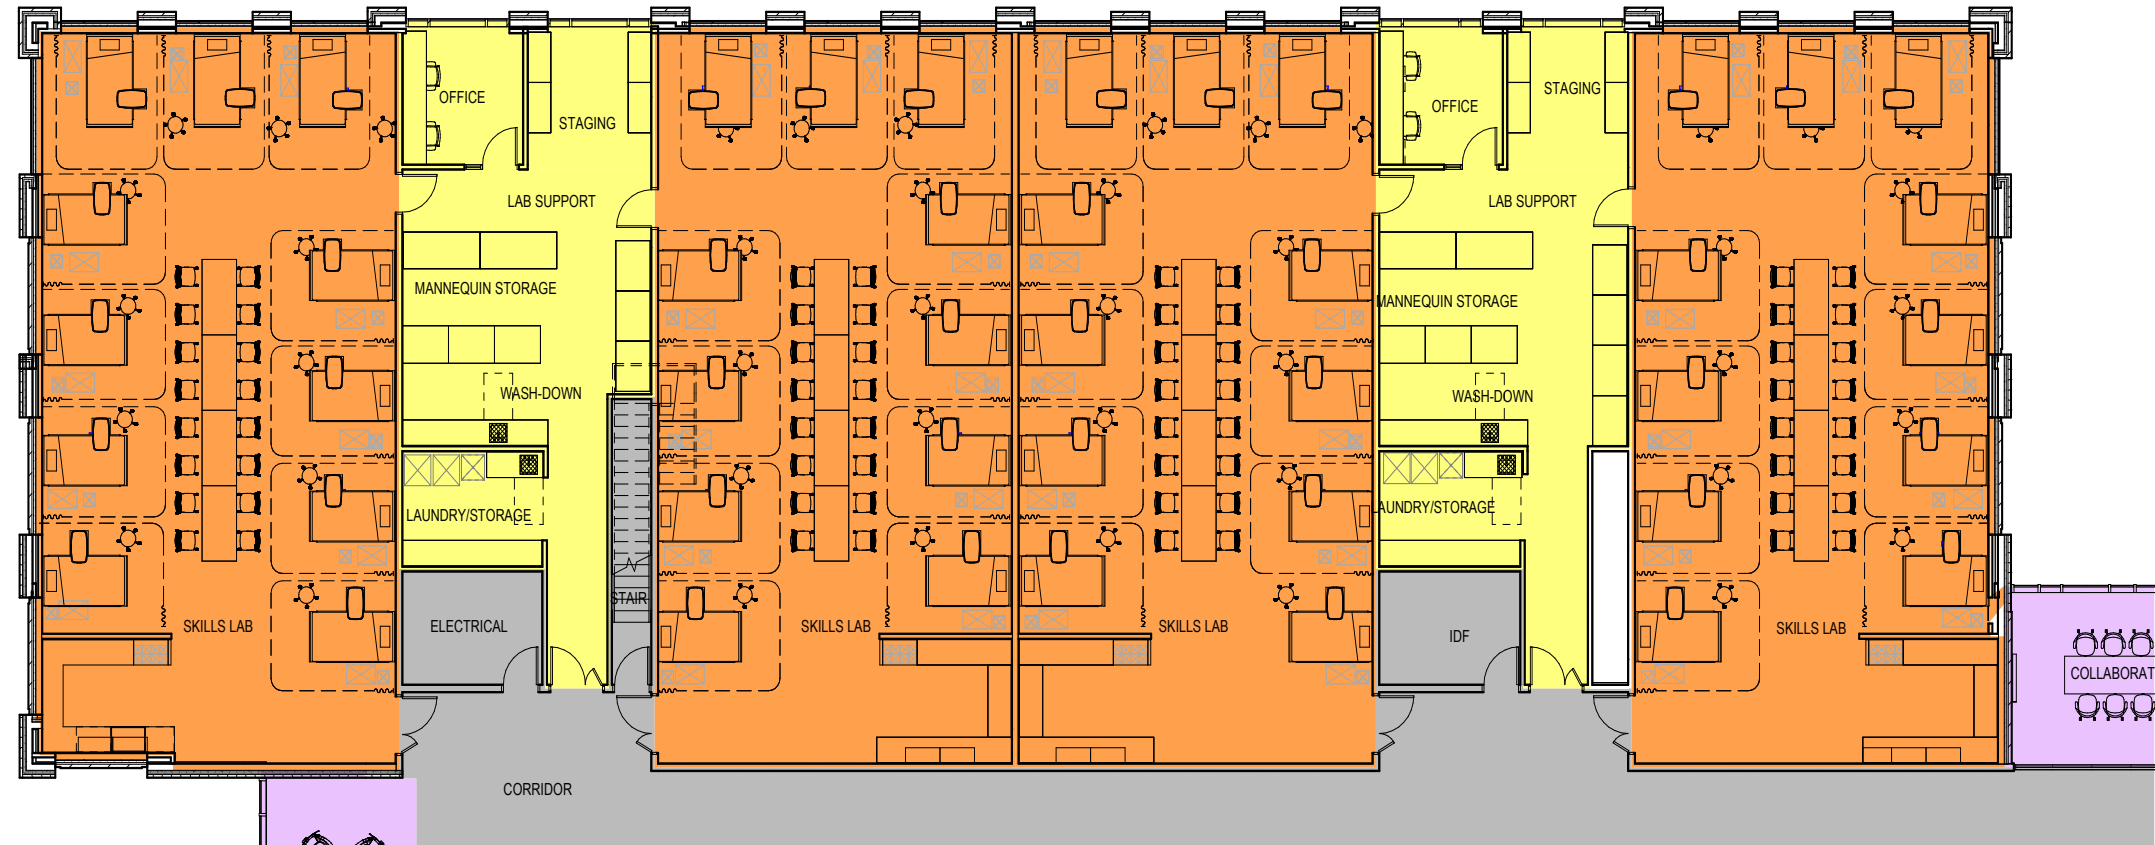 OFFICE
STAGING
LAB SUPPORT
MANNEQUIN STORAGE
WASH-DOWN
LAUNDRY/STORAGE
STAIR
ELECTRICAL
SKILLS LAB
SKILLS LAB
CORRIDOR
STAGING
OFFICE
LAB SUPPORT
MANNEQUIN STORAGE
WASH-DOWN
LAUNDRY/STORAGE
SKILLS LAB
IDF
SKILLS LAB
COLLABORAT